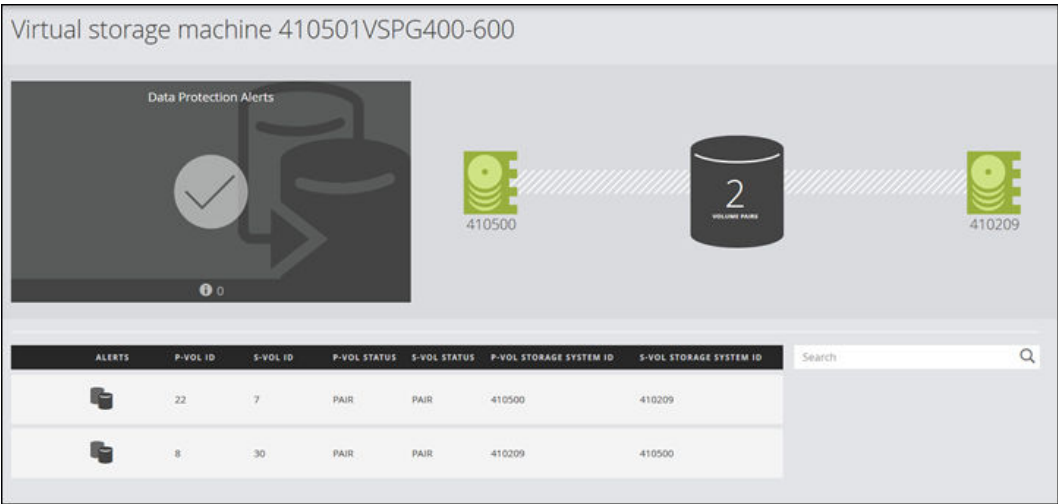 Virtual storage machine 410501VSPG400-600
Data Protection Alerts
0
410500
2
VOLUME PAIRS
410209
ALERTS P-VOL ID S-VOL ID P-VOL STATUS S-VOL STATUS P-VOL STORAGE SYSTEM ID S-VOL STORAGE SYSTEM ID
Search
22 7 PAIR PAIR 410500 410209
8 30 PAIR PAIR 410209 410500